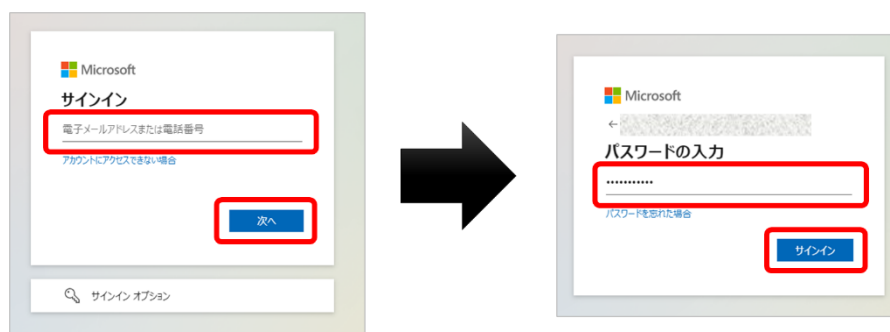 Microsoft
サインイン
電子メールアドレスまたは電話番号
アカウントにアクセスできない場合
次へ
サインイン オプション
Microsoft
←
パスワードの入力
•••••••••••
パスワードを忘れた場合
サインイン